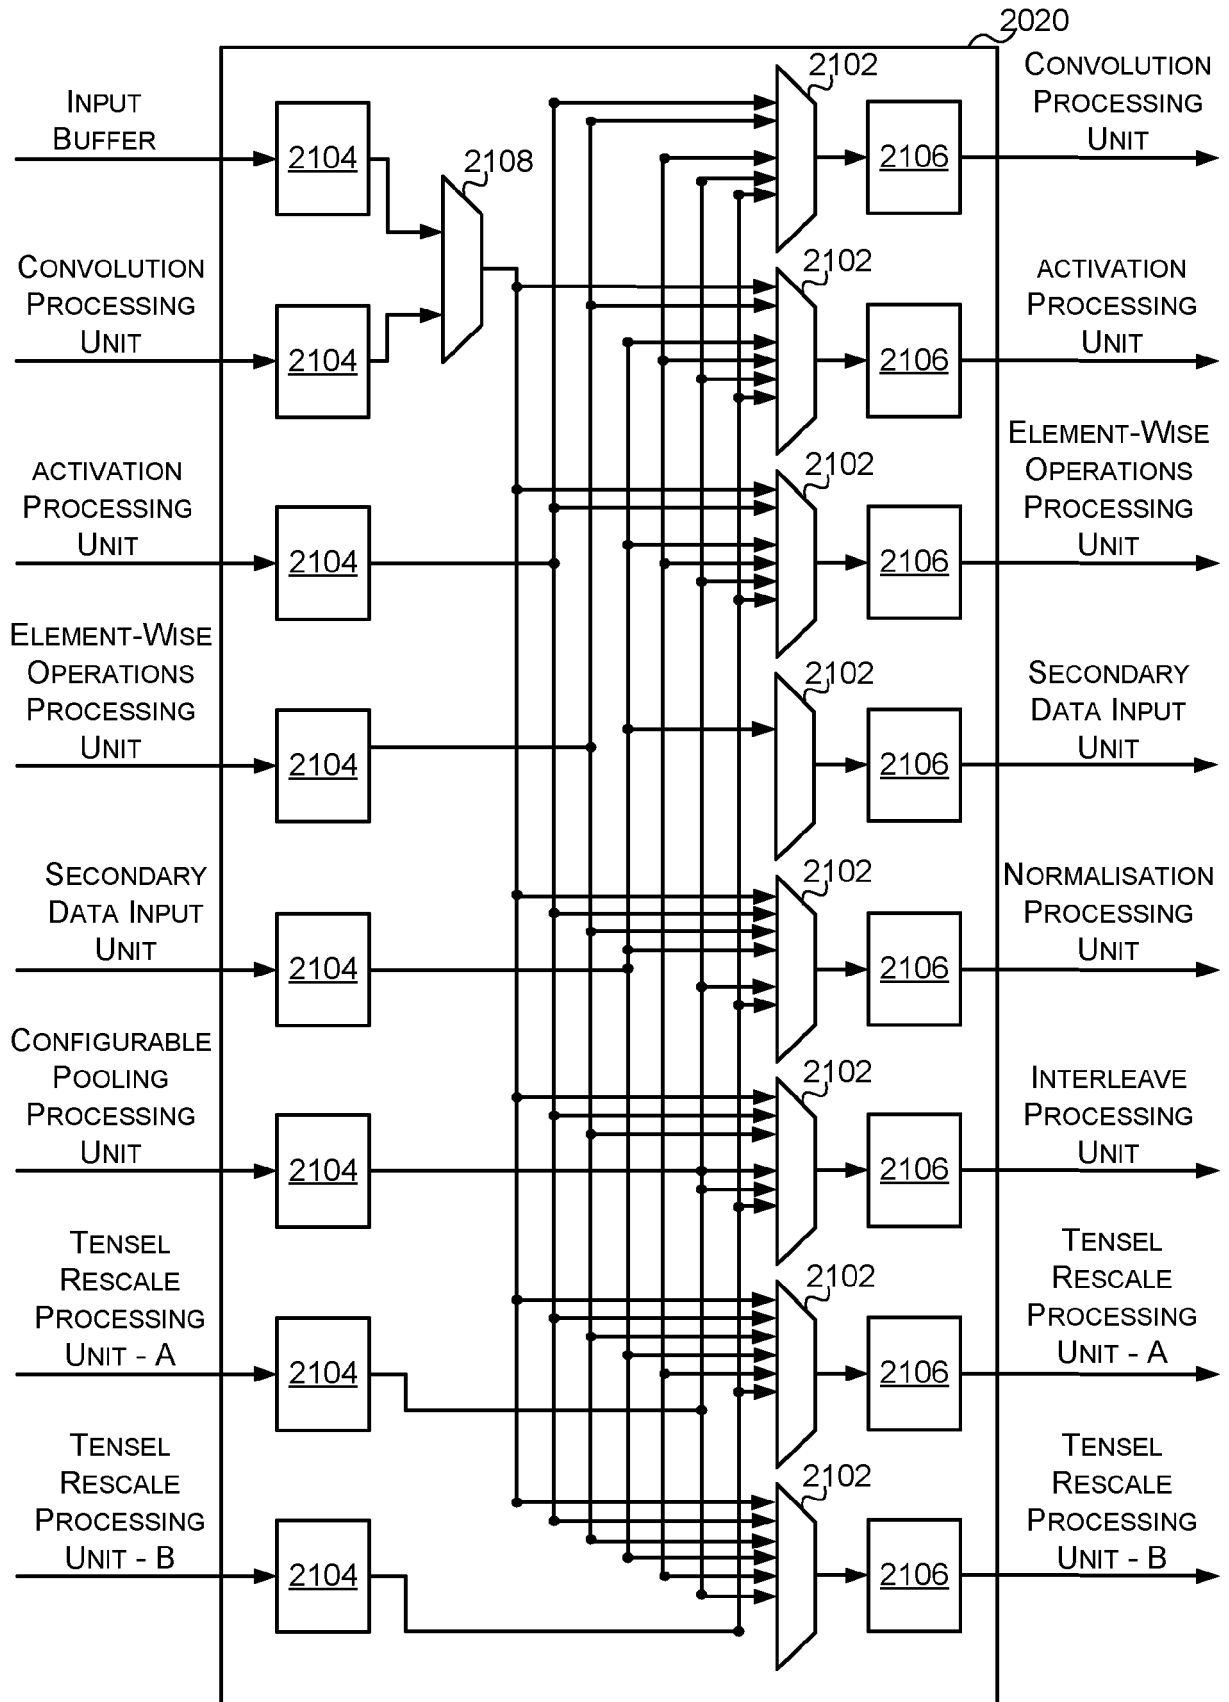 2020
INPUT
BUFFER
2104
2108
2102
2106
CONVOLUTION
PROCESSING
UNIT
CONVOLUTION
PROCESSING
UNIT
2104
2102
2106
ACTIVATION
PROCESSING
UNIT
ACTIVATION
PROCESSING
UNIT
2104
2102
2106
ELEMENT-WISE
OPERATIONS
PROCESSING
UNIT
ELEMENT-WISE
OPERATIONS
PROCESSING
UNIT
2104
2102
2106
SECONDARY
DATA INPUT
UNIT
SECONDARY
DATA INPUT
UNIT
2104
2102
2106
NORMALISATION
PROCESSING
UNIT
CONFIGURABLE
POOLING
PROCESSING
UNIT
2104
2102
2106
INTERLEAVE
PROCESSING
UNIT
TENSEL
RESCALE
PROCESSING
UNIT - A
2104
2102
2106
TENSEL
RESCALE
PROCESSING
UNIT - A
TENSEL
RESCALE
PROCESSING
UNIT - B
2104
2102
2106
TENSEL
RESCALE
PROCESSING
UNIT - B